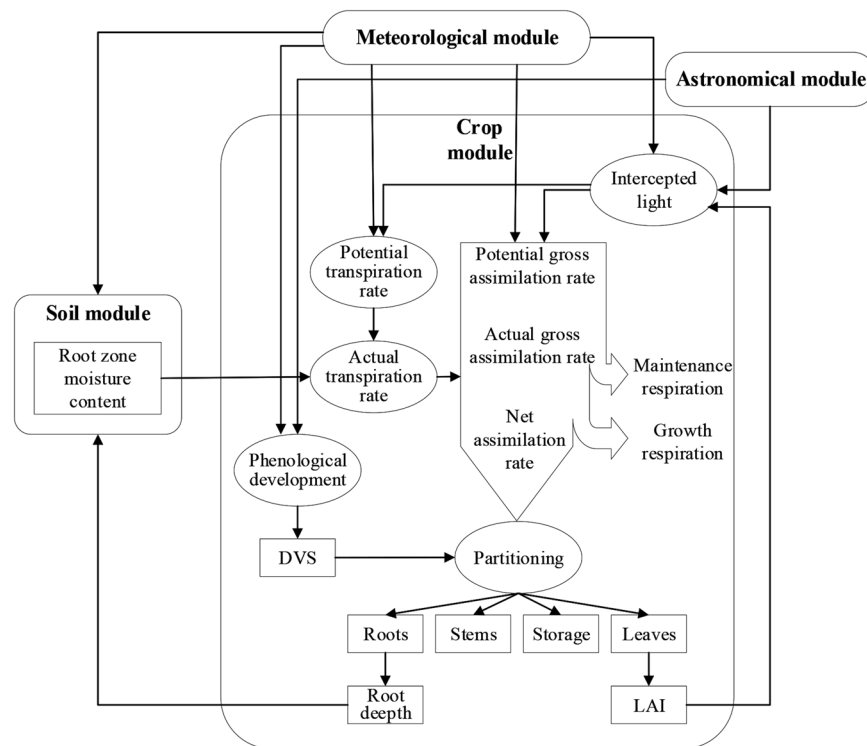 Meteorological module
Astronomical module
Crop
module
Intercepted
light
Potential
transpiration
rate
Potential gross
assimilation rate
Soil module
Root zone
moisture
content
Actual
transpiration
rate
Actual gross
assimilation rate
Maintenance
respiration
Net
assimilation
rate
Growth
respiration
Phenological
development
DVS
Partitioning
Roots
Stems
Storage
Leaves
Root
deepth
LAI